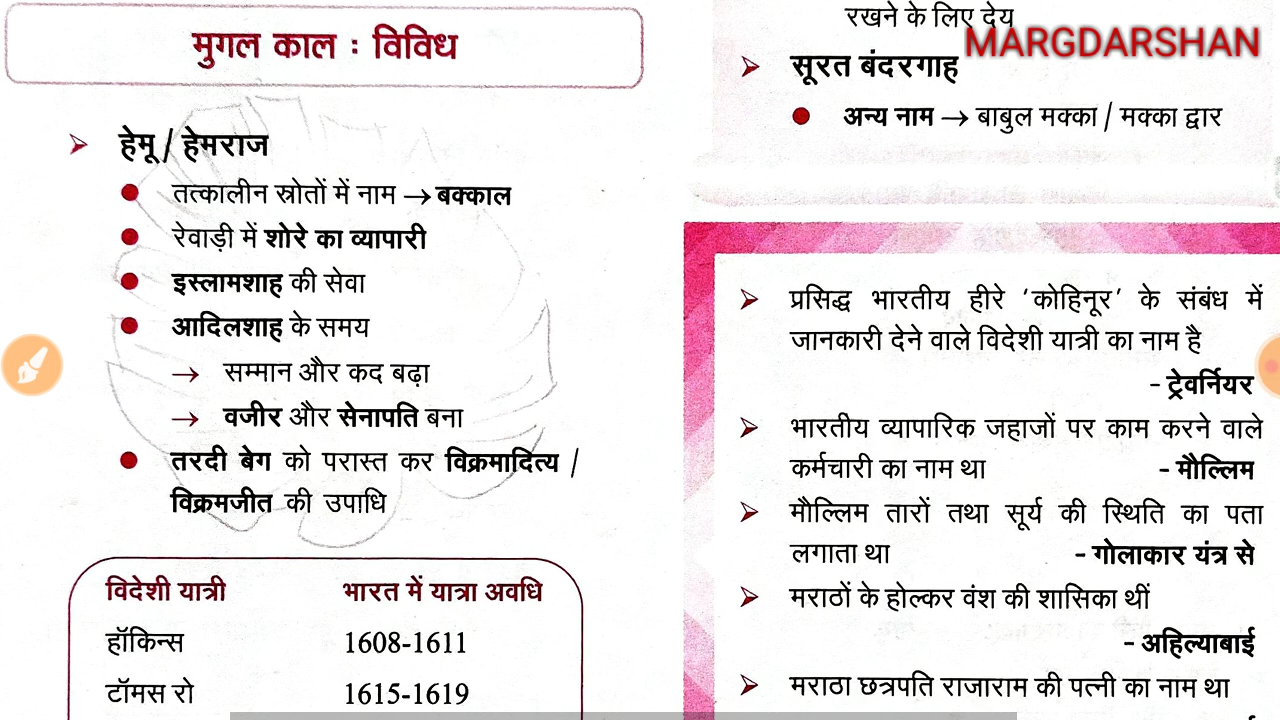 मुगल काल : विविध
हेमू / हेमराज
तत्कालीन स्रोतों में नाम → बक्काल
रेवाड़ी में शोरे का व्यापारी
इस्लामशाह की सेवा
आदिलशाह के समय
→ सम्मान और कद बढ़ा
→ वजीर और सेनापति बना
तरदी बेग को परास्त कर विक्रमादित्य /
विक्रमजीत की उपाधि
विदेशी यात्री भारत में यात्रा अवधि
हॉकिन्स 1608-1611
टॉमस रो 1615-1619
रखने के लिए देय
MARGDARSHAN
सूरत बंदरगाह
अन्य नाम → बाबुल मक्का / मक्का द्वार
प्रसिद्ध भारतीय हीरे 'कोहिनूर' के संबंध में
जानकारी देने वाले विदेशी यात्री का नाम है
- ट्रेवर्नियर
भारतीय व्यापारिक जहाजों पर काम करने वाले
कर्मचारी का नाम था - मौल्लिम
मौल्लिम तारों तथा सूर्य की स्थिति का पता
लगाता था - गोलाकार यंत्र से
मराठों के होल्कर वंश की शासिका थीं
- अहिल्याबाई
मराठा छत्रपति राजाराम की पत्नी का नाम था